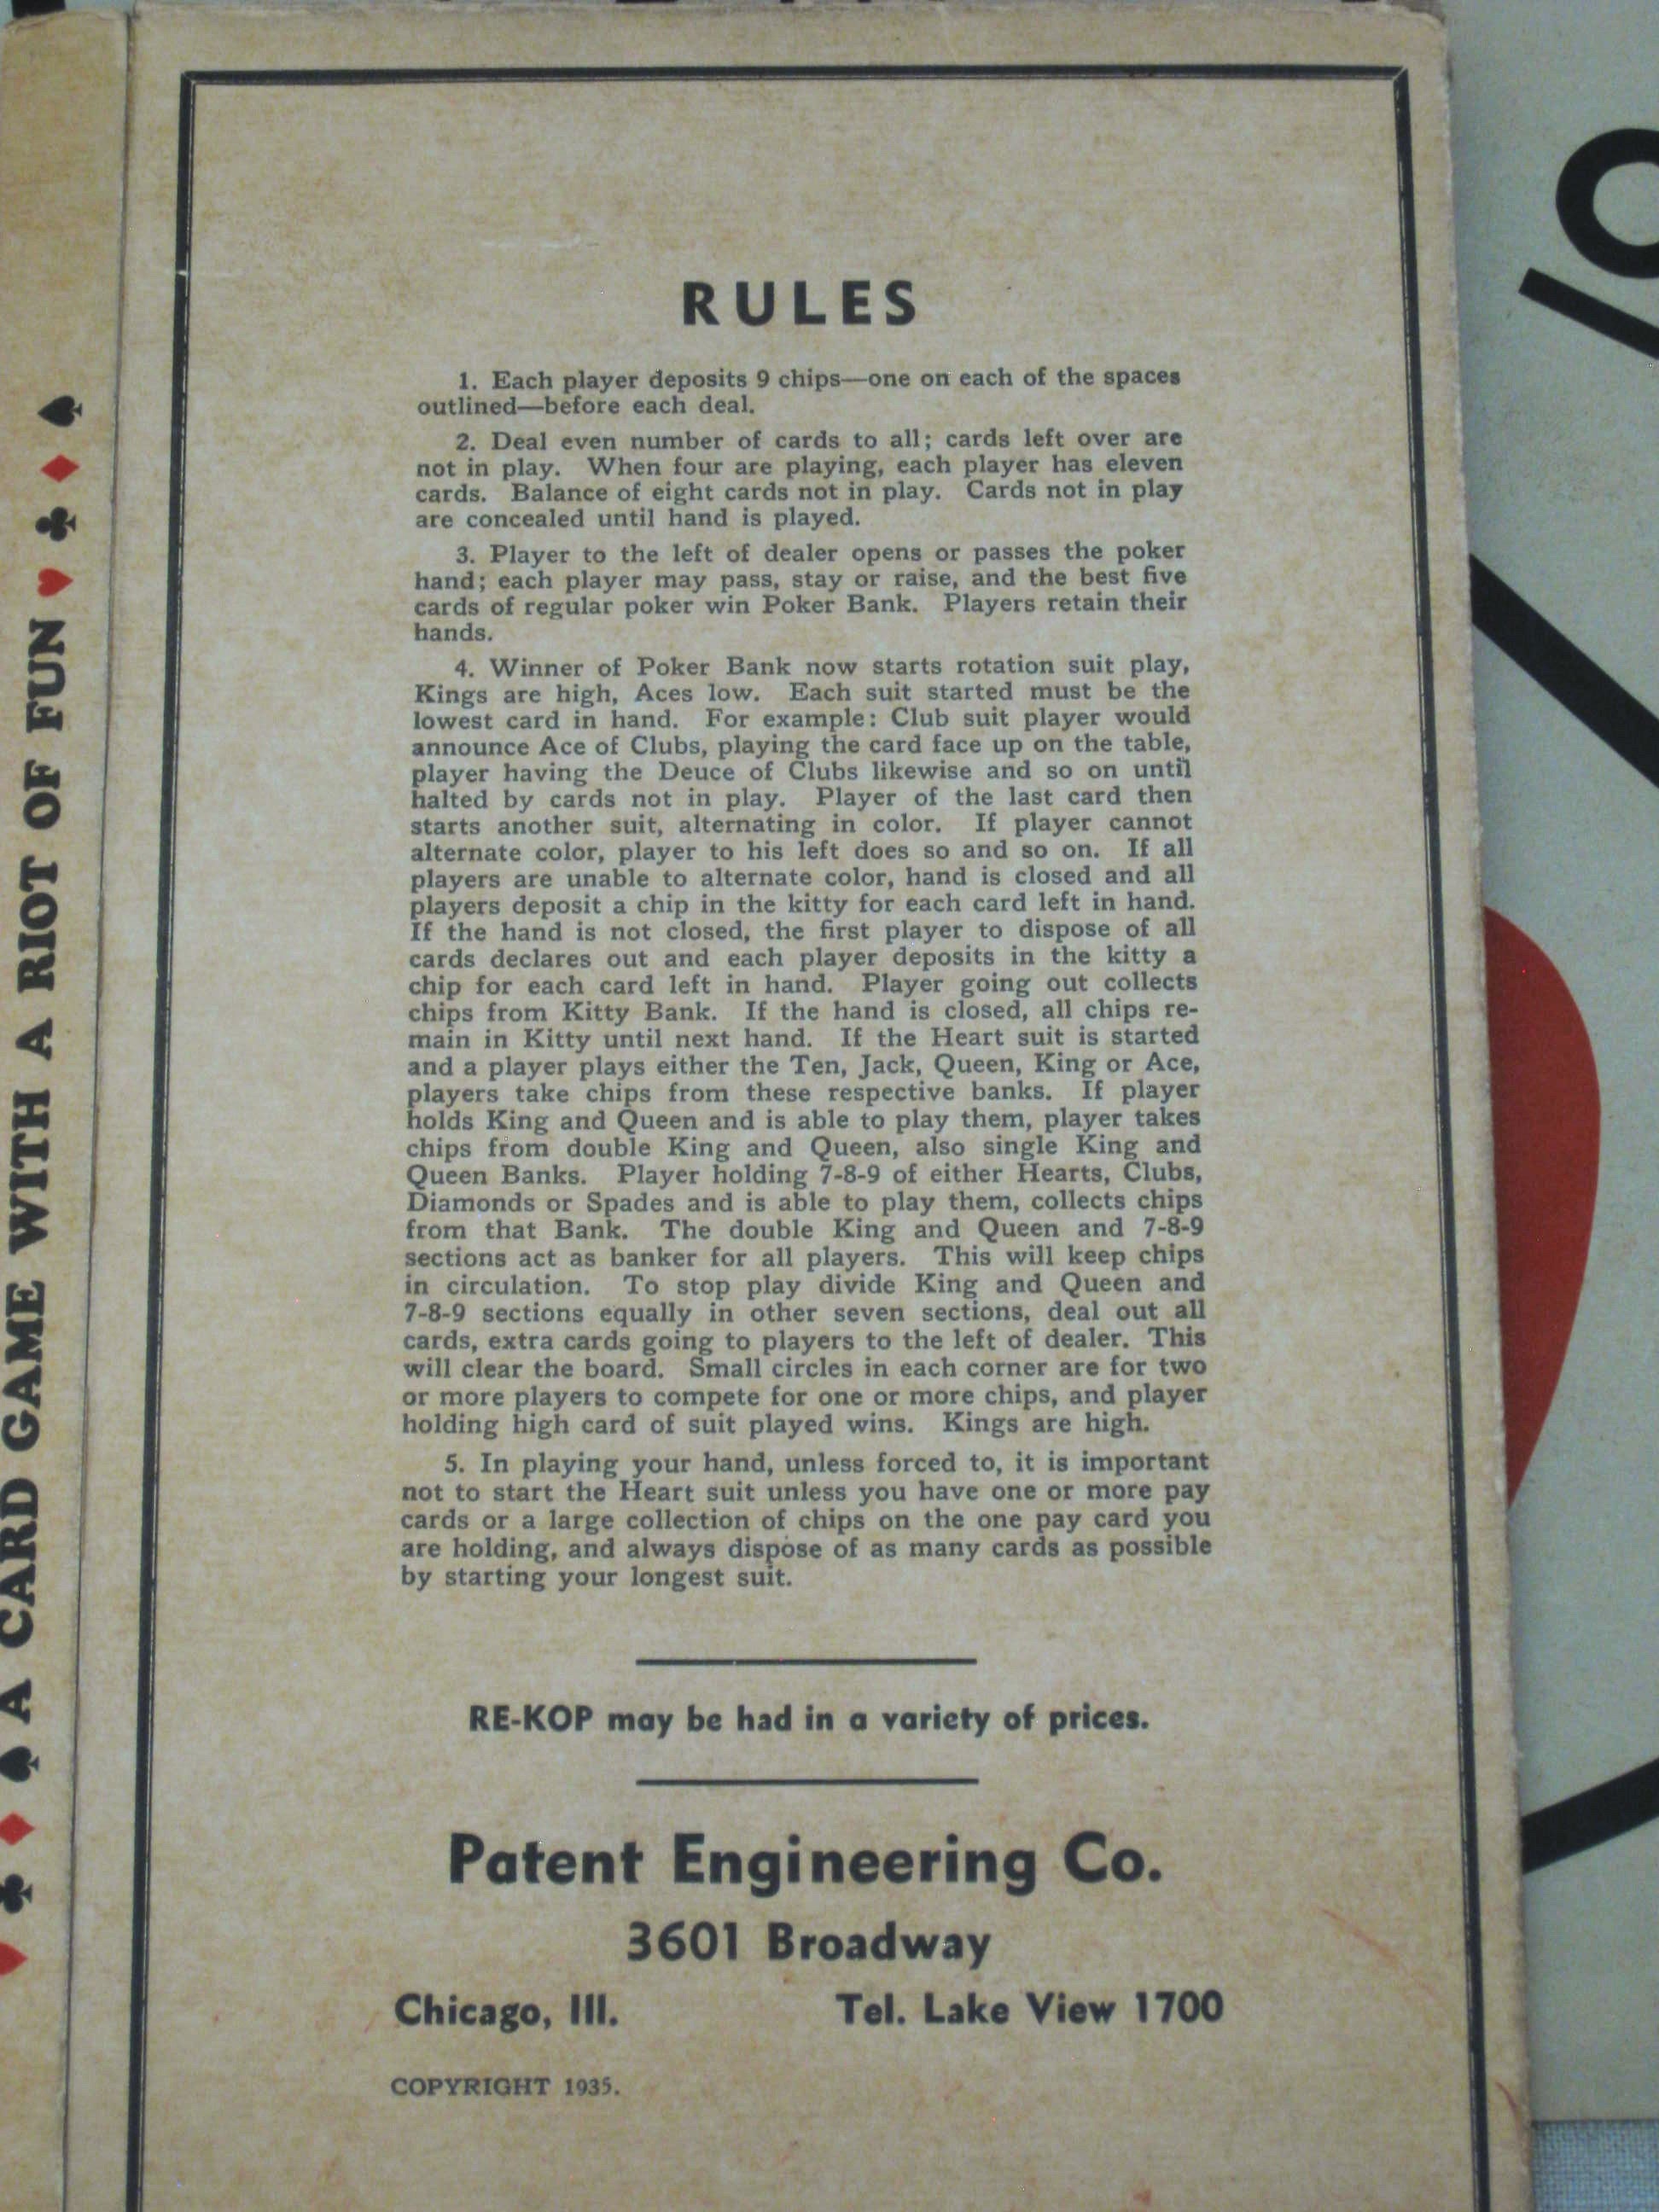 RULES
1. Each player deposits 9 chips—one on each of the spaces
outlined—before each deal.
2. Deal even number of cards to all; cards left over are
not in play. When four are playing, each player has eleven
cards. Balance of eight cards not in play. Cards not in play
are concealed until hand is played.
3. Player to the left of dealer opens or passes the poker
hand; each player may pass, stay or raise, and the best five
cards of regular poker win Poker Bank. Players retain their
hands.
4. Winner of Poker Bank now starts rotation suit play,
Kings are high, Aces low. Each suit started must be the
lowest card in hand. For example: Club suit player would
announce Ace of Clubs, playing the card face up on the table,
player having the Deuce of Clubs likewise and so on until
halted by cards not in play. Player of the last card then
starts another suit, alternating in color. If player cannot
alternate color, player to his left does so and so on. If all
players are unable to alternate color, hand is closed and all
players deposit a chip in the kitty for each card left in hand.
If the hand is not closed, the first player to dispose of all
cards declares out and each player deposits in the kitty a
chip for each card left in hand. Player going out collects
chips from Kitty Bank. If the hand is closed, all chips re-
main in Kitty until next hand. If the Heart suit is started
and a player plays either the Ten, Jack, Queen, King or Ace,
players take chips from these respective banks. If player
holds King and Queen and is able to play them, player takes
chips from double King and Queen, also single King and
Queen Banks. Player holding 7-8-9 of either Hearts, Clubs,
Diamonds or Spades and is able to play them, collects chips
from that Bank. The double King and Queen and 7-8-9
sections act as banker for all players. This will keep chips
in circulation. To stop play divide King and Queen and
7-8-9 sections equally in other seven sections, deal out all
cards, extra cards going to players to the left of dealer. This
will clear the board. Small circles in each corner are for two
or more players to compete for one or more chips, and player
holding high card of suit played wins. Kings are high.
5. In playing your hand, unless forced to, it is important
not to start the Heart suit unless you have one or more pay
cards or a large collection of chips on the one pay card you
are holding, and always dispose of as many cards as possible
by starting your longest suit.
RE-KOP may be had in a variety of prices.
Patent Engineering Co.
3601 Broadway
Chicago, Ill. Tel. Lake View 1700
COPYRIGHT 1935.
A CARD GAME WITH A RIOT OF FUN